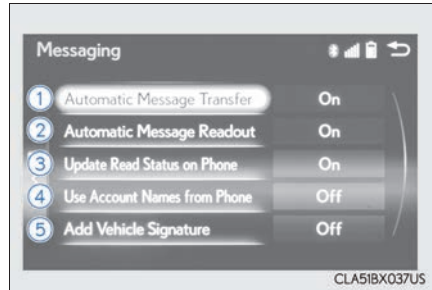 Messaging
1 Automatic Message Transfer On
2 Automatic Message Readout On
3 Update Read Status on Phone On
4 Use Account Names from Phone Off
5 Add Vehicle Signature Off
CLA51BX037US